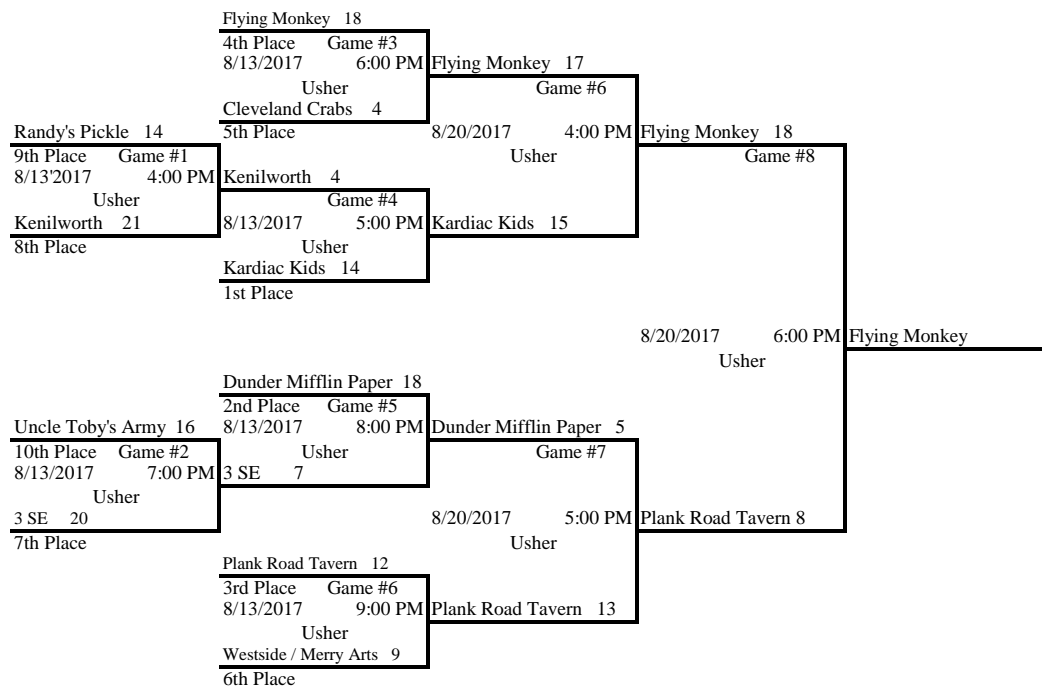 Flying Monkey 18
4th Place Game #3
8/13/2017 6:00 PM Flying Monkey 17
Usher Game #6
Cleveland Crabs 4
Randy's Pickle 14 5th Place 8/20/2017 4:00 PM Flying Monkey 18
9th Place Game #1 Usher Game #8
8/13'2017 4:00 PM Kenilworth 4
Usher Game #4
Kenilworth 21 8/13/2017 5:00 PM Kardiac Kids 15
8th Place Usher
Kardiac Kids 14
1st Place
8/20/2017 6:00 PM Flying Monkey
Usher
Dunder Mifflin Paper 18
2nd Place Game #5
Uncle Toby's Army 16 8/13/2017 8:00 PM Dunder Mifflin Paper 5
10th Place Game #2 Usher Game #7
8/13/2017 7:00 PM 3 SE 7
Usher
3 SE 20 8/20/2017 5:00 PM Plank Road Tavern 8
7th Place Usher
Plank Road Tavern 12
3rd Place Game #6
8/13/2017 9:00 PM Plank Road Tavern 13
Usher
Westside / Merry Arts 9
6th Place